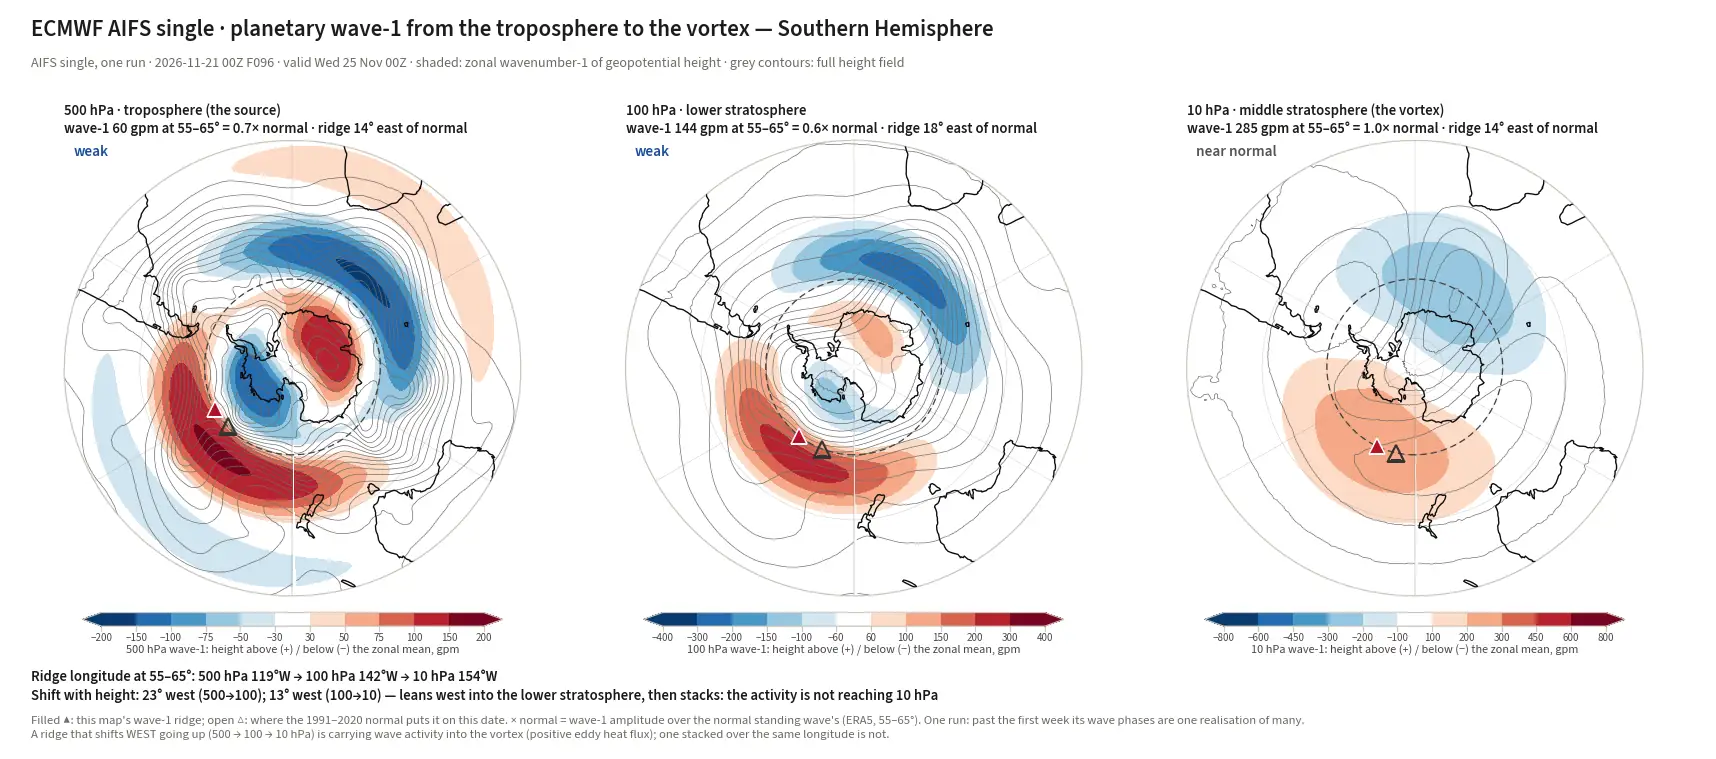 ECMWF AIFS single · planetary wave-1 from the troposphere to the vortex — Southern Hemisphere
AIFS single, one run · 2026-11-21 00Z F096 · valid Wed 25 Nov 00Z · shaded: zonal wavenumber-1 of geopotential height · grey contours: full height field
500 hPa · troposphere (the source)
wave-1 60 gpm at 55–65° = 0.7× normal · ridge 14° east of normal
weak
100 hPa · lower stratosphere
wave-1 144 gpm at 55–65° = 0.6× normal · ridge 18° east of normal
weak
10 hPa · middle stratosphere (the vortex)
wave-1 285 gpm at 55–65° = 1.0× normal · ridge 14° east of normal
near normal
−200 −150 −100 −75 −50 −30 30 50 75 100 150 200
500 hPa wave-1: height above (+) / below (−) the zonal mean, gpm
−400 −300 −200 −150 −100 −60 60 100 150 200 300 400
100 hPa wave-1: height above (+) / below (−) the zonal mean, gpm
−800 −600 −450 −300 −200 −100 100 200 300 450 600 800
10 hPa wave-1: height above (+) / below (−) the zonal mean, gpm
Ridge longitude at 55–65°: 500 hPa 119°W → 100 hPa 142°W → 10 hPa 154°W
Shift with height: 23° west (500→100); 13° west (100→10) — leans west into the lower stratosphere, then stacks: the activity is not reaching 10 hPa
Filled ▲: this map's wave-1 ridge; open △: where the 1991–2020 normal puts it on this date. × normal = wave-1 amplitude over the normal standing wave's (ERA5, 55–65°). One run: past the first week its wave phases are one realisation of many.
A ridge that shifts WEST going up (500 → 100 → 10 hPa) is carrying wave activity into the vortex (positive eddy heat flux); one stacked over the same longitude is not.